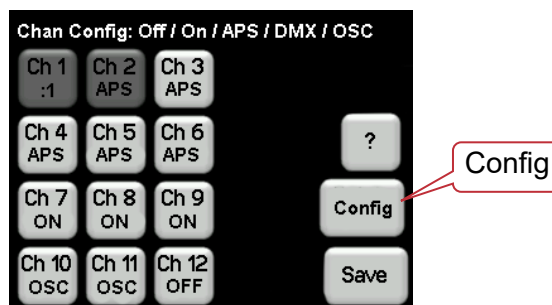 Chan Config: Off / On / APS / DMX / OSC
Ch 1
:1
Ch 2
APS
Ch 3
APS
Ch 4
APS
Ch 5
APS
Ch 6
APS
?
Ch 7
ON
Ch 8
ON
Ch 9
ON
Config
Config
Ch 10
OSC
Ch 11
OSC
Ch 12
OFF
Save